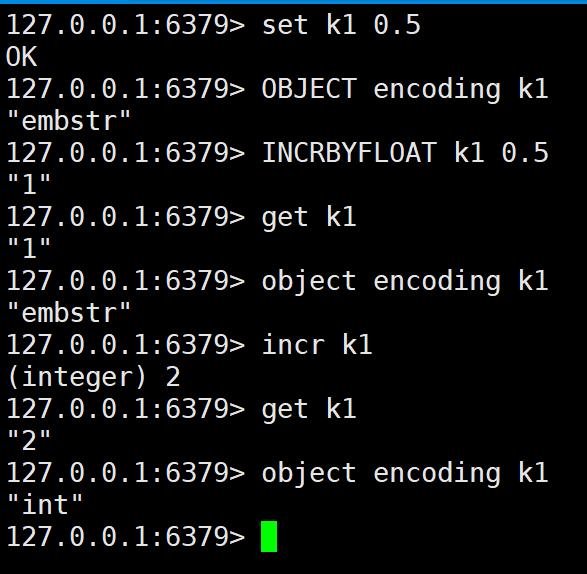 127.0.0.1:6379> set k1 0.5
OK
127.0.0.1:6379> OBJECT encoding k1
"embstr"
127.0.0.1:6379> INCRBYFLOAT k1 0.5
"1"
127.0.0.1:6379> get k1
"1"
127.0.0.1:6379> object encoding k1
"embstr"
127.0.0.1:6379> incr k1
(integer) 2
127.0.0.1:6379> get k1
"2"
127.0.0.1:6379> object encoding k1
"int"
127.0.0.1:6379>